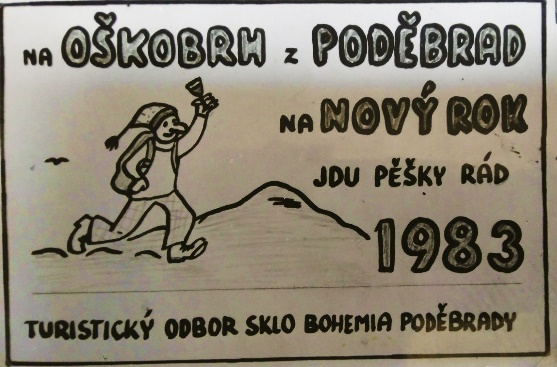 NA OŠKOBRH Z PODĚBRAD
NA NOVÝ ROK
JDU PĚŠKY RÁD
1983
TURISTICKÝ ODBOR SKLO BOHEMIA PODĚBRADY